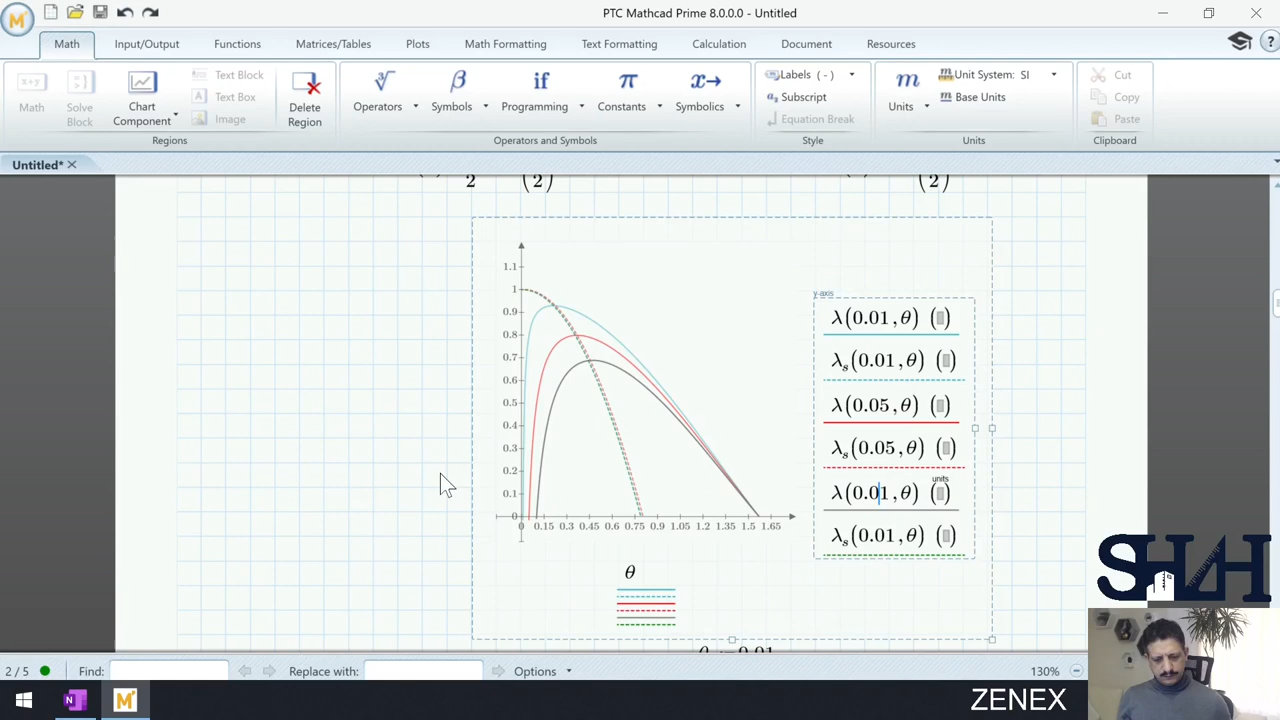 PTC Mathcad Prime 8.0.0.0 - Untitled
Math Input/Output Functions Matrices/Tables Plots Math Formatting Text Formatting Calculation Document Resources
Math
Solve Block
Chart Component
Text Block
Text Box
Image
Delete Region
Regions
Operators
Symbols
if
Programming
π
Constants
Symbolics
Operators and Symbols
Labels ( - )
Subscript
Equation Break
Style
Units
Unit System: SI
Base Units
Units
Cut
Copy
Paste
Clipboard
Untitled*
2 (2) (2)
y-axis
1.1
1
0.9
0.8
0.7
0.6
0.5
0.4
0.3
0.2
0.1
0
0 0.15 0.3 0.45 0.6 0.75 0.9 1.05 1.2 1.35 1.5 1.65
θ
λ(0.01,θ) ()
λs(0.01,θ) ()
λ(0.05,θ) ()
λs(0.05,θ) ()
units
λ(0.01,θ) ()
λs(0.01,θ) ()
2/5 Find: Replace with: Options 130%
SHAH
ZENEX